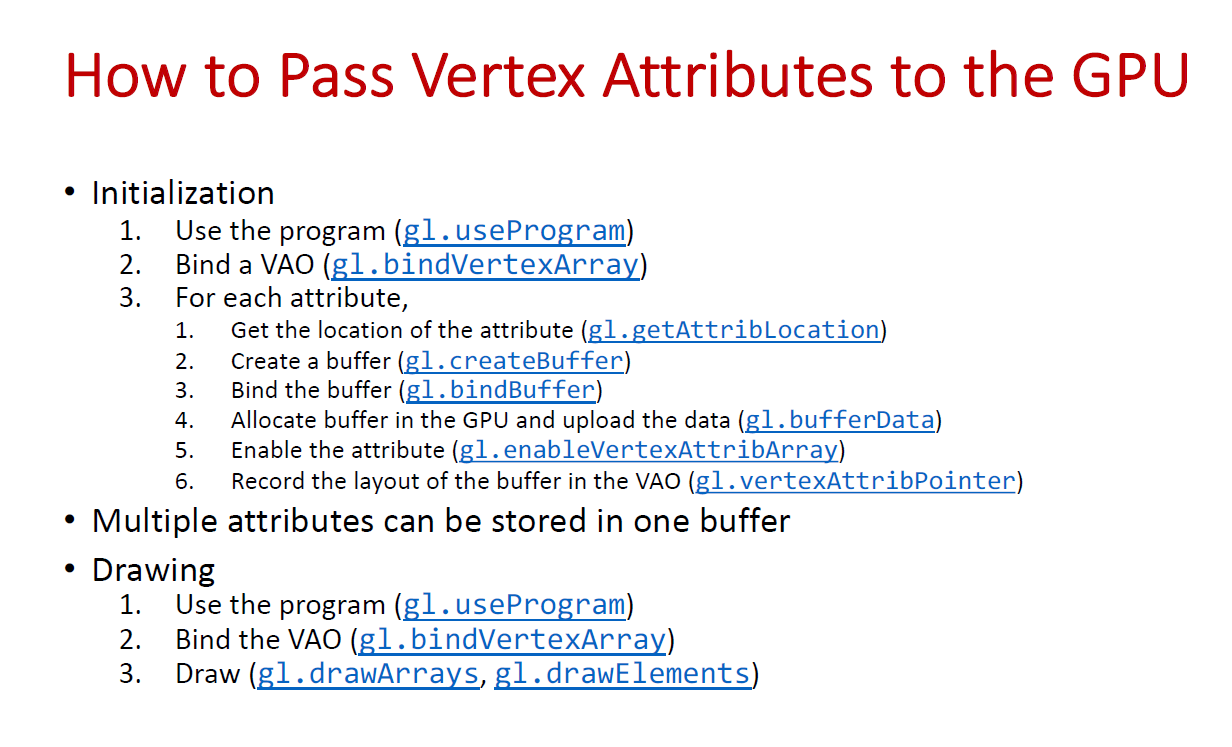 How to Pass Vertex Attributes to the GPU
• Initialization
1. Use the program (gl.useProgram)
2. Bind a VAO (gl.bindVertexArray)
3. For each attribute,
1. Get the location of the attribute (gl.getAttribLocation)
2. Create a buffer (gl.createBuffer)
3. Bind the buffer (gl.bindBuffer)
4. Allocate buffer in the GPU and upload the data (gl.bufferData)
5. Enable the attribute (gl.enableVertexAttribArray)
6. Record the layout of the buffer in the VAO (gl.vertexAttribPointer)
• Multiple attributes can be stored in one buffer
• Drawing
1. Use the program (gl.useProgram)
2. Bind the VAO (gl.bindVertexArray)
3. Draw (gl.drawArrays, gl.drawElements)